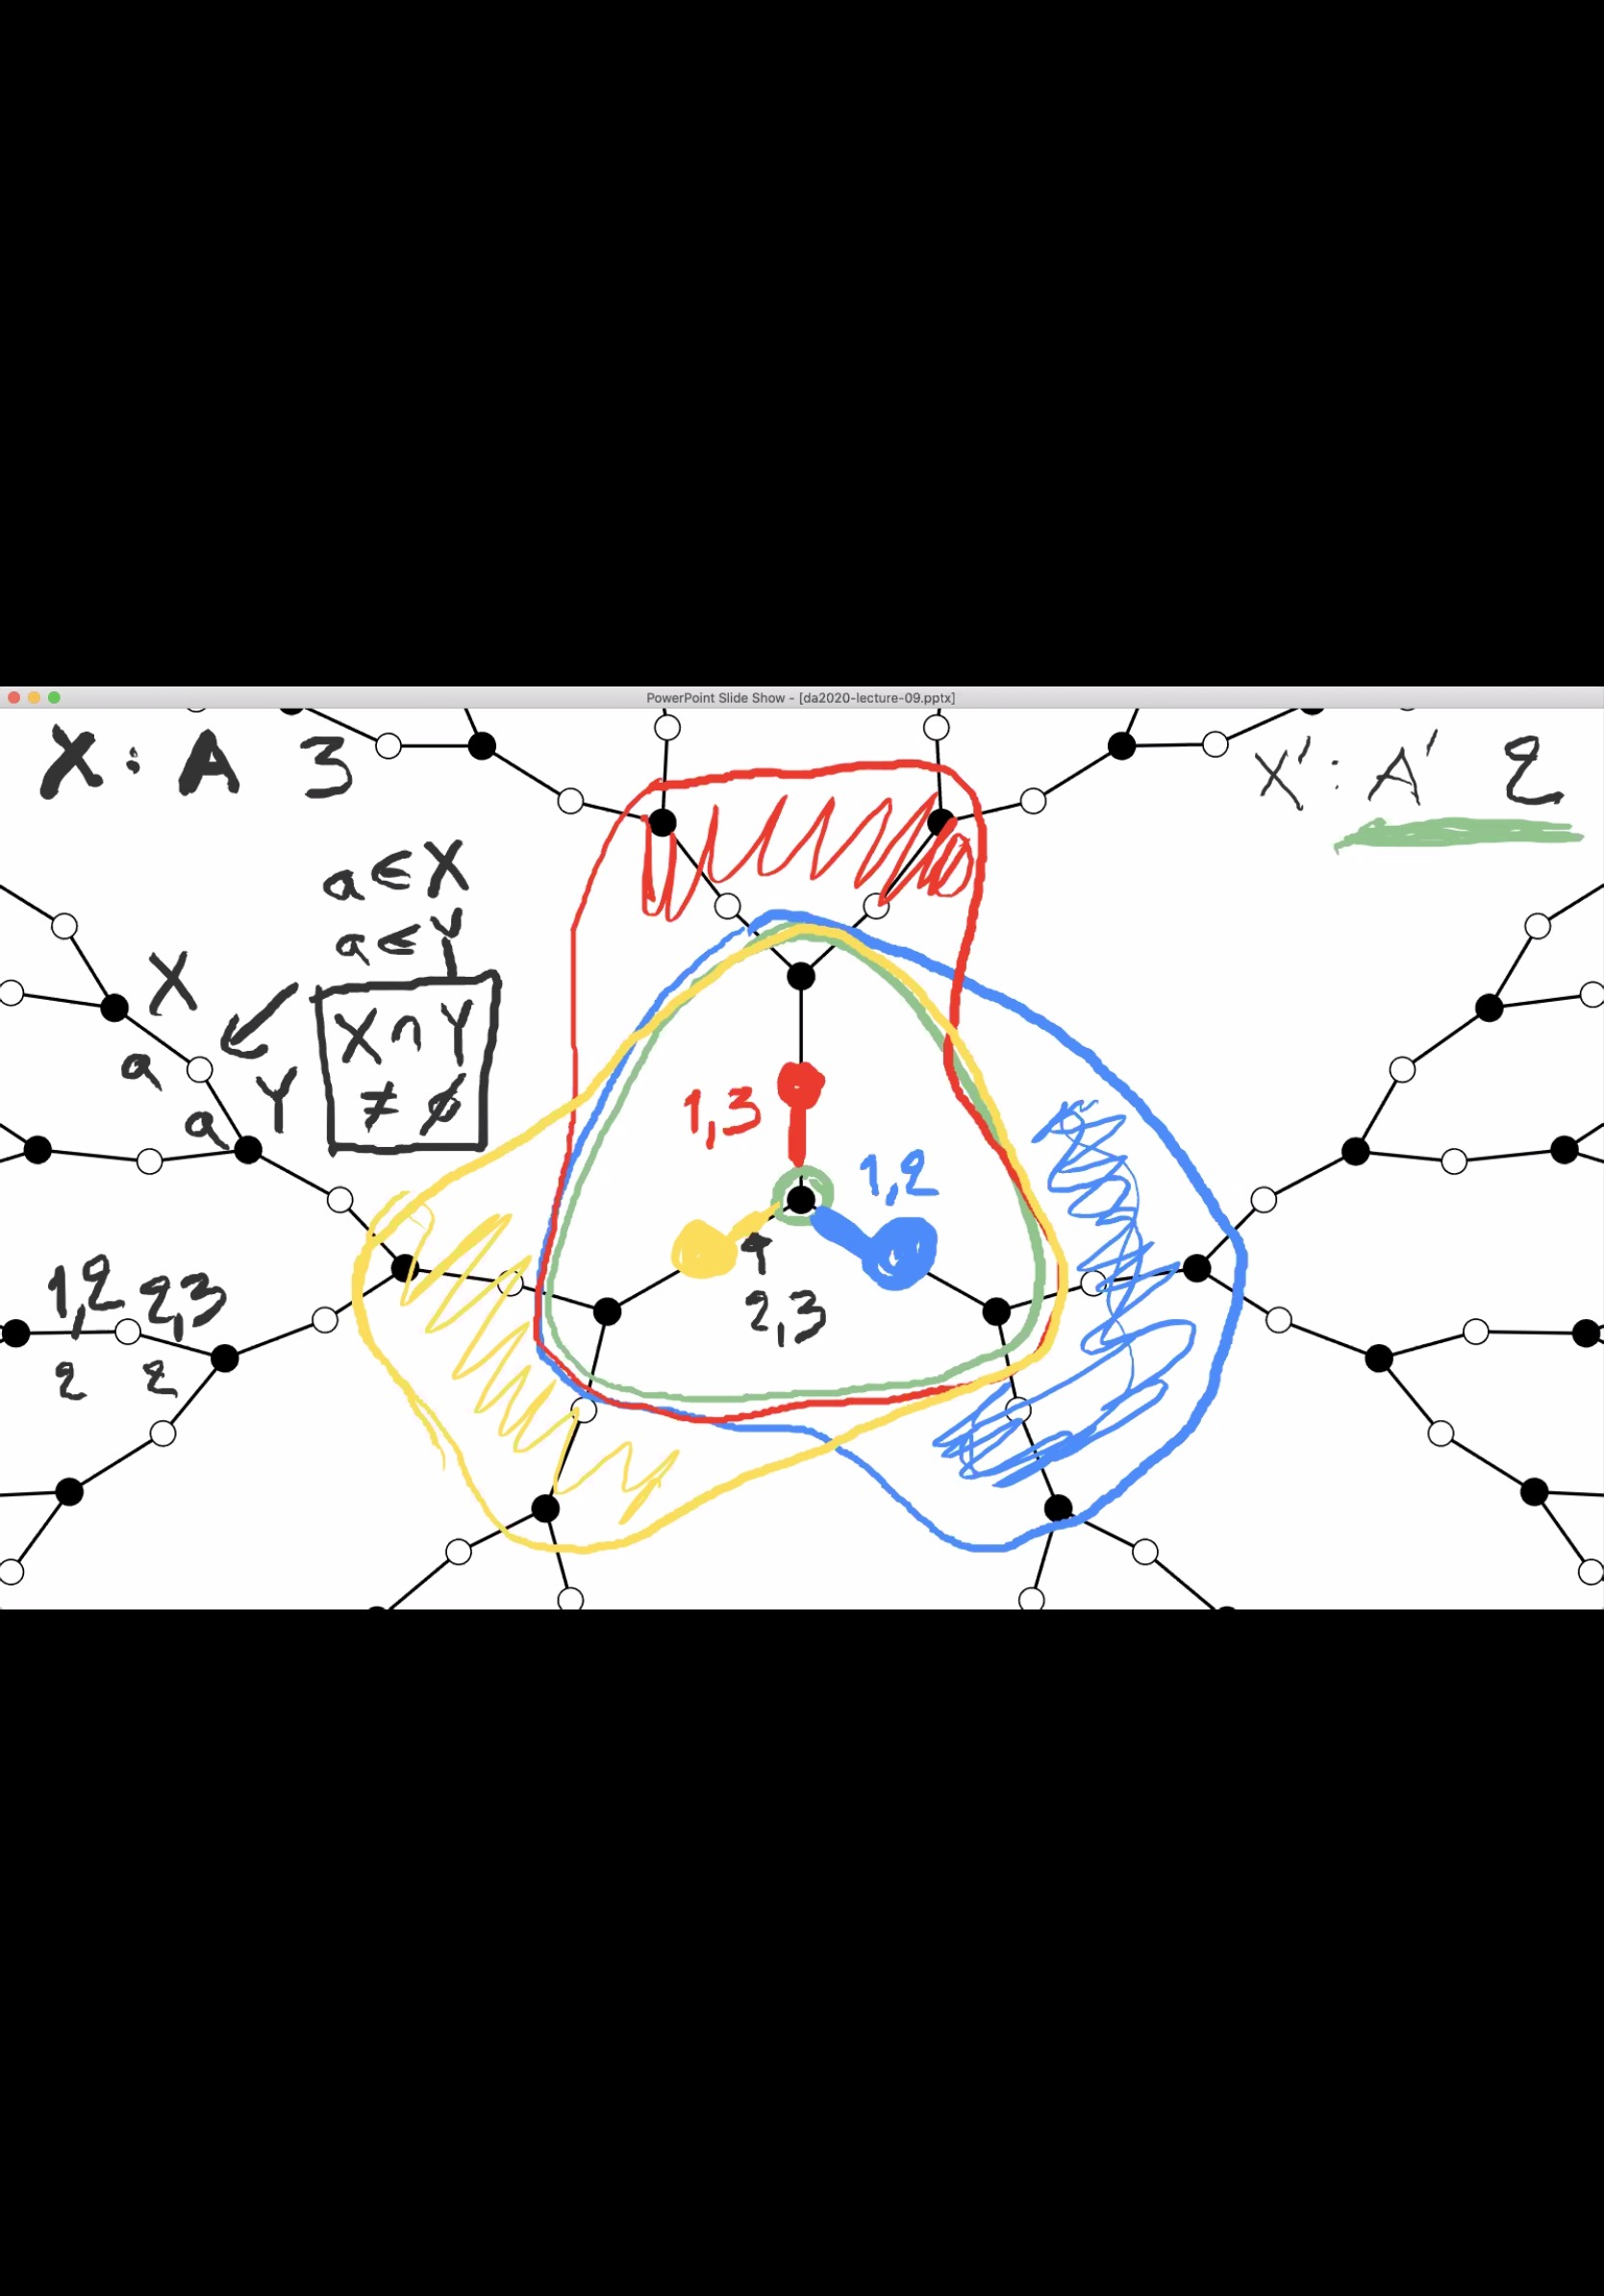 PowerPoint Slide Show - [da2020-lecture-09.pptx]
X : A 3
X' : A' 2
a ∈ X
a ∈ Y
X
a
Y
a
X ∩ Y
≠ ∅
1,3
1,2
2,3
1,2 2,3
2 2